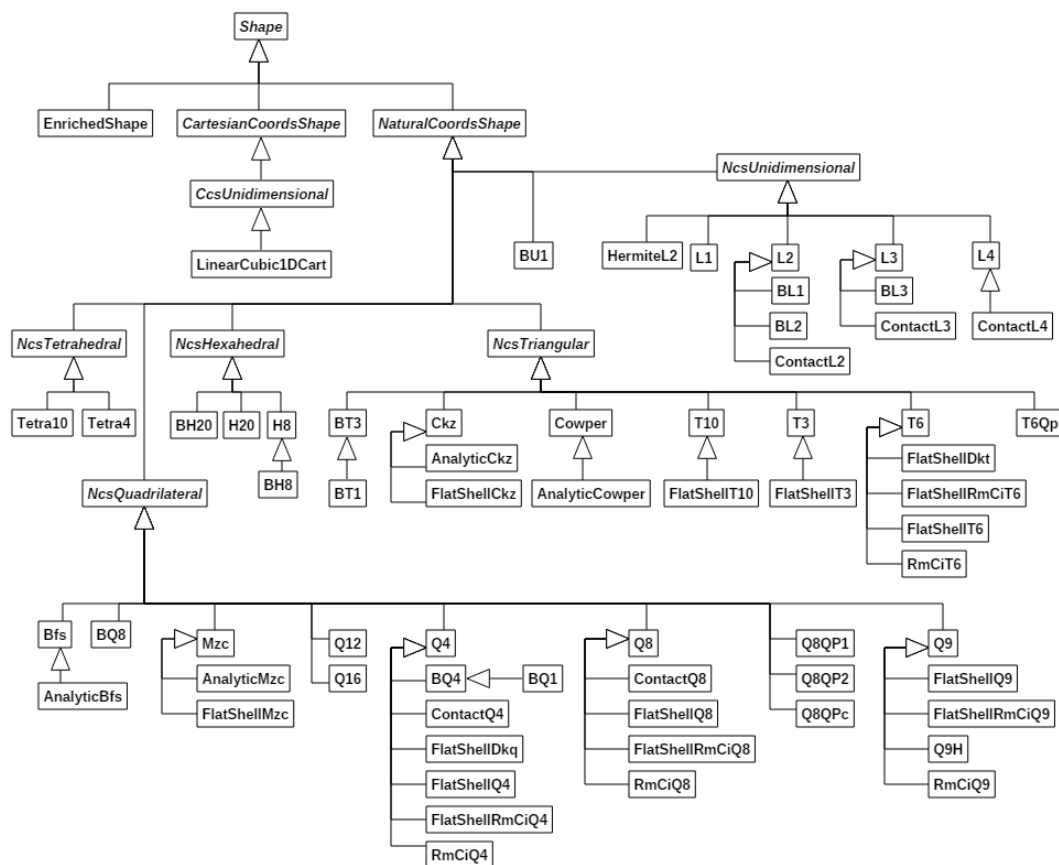 Shape
EnrichedShape
CartesianCoordsShape
NaturalCoordsShape
NcsUnidimensional
CcsUnidimensional
LinearCubic1DCart
BU1
HermiteL2
L1
L2
L3
L4
BL1
BL2
ContactL2
BL3
ContactL3
ContactL4
NcsTetrahedral
NcsHexahedral
NcsTriangular
Tetra10
Tetra4
BH20
H20
H8
BH8
BT3
BT1
Ckz
AnalyticCkz
FlatShellCkz
Cowper
AnalyticCowper
T10
FlatShellT10
T3
FlatShellT3
T6
FlatShellDkt
FlatShellRmCiT6
FlatShellT6
RmCiT6
T6Qp
NcsQuadrilateral
Bfs
AnalyticBfs
BQ8
Mzc
AnalyticMzc
FlatShellMzc
Q12
Q16
Q4
BQ4
BQ1
ContactQ4
FlatShellDkq
FlatShellQ4
FlatShellRmCiQ4
RmCiQ4
Q8
ContactQ8
FlatShellQ8
FlatShellRmCiQ8
RmCiQ8
Q8QP1
Q8QP2
Q8QPc
Q9
FlatShellQ9
FlatShellRmCiQ9
Q9H
RmCiQ9